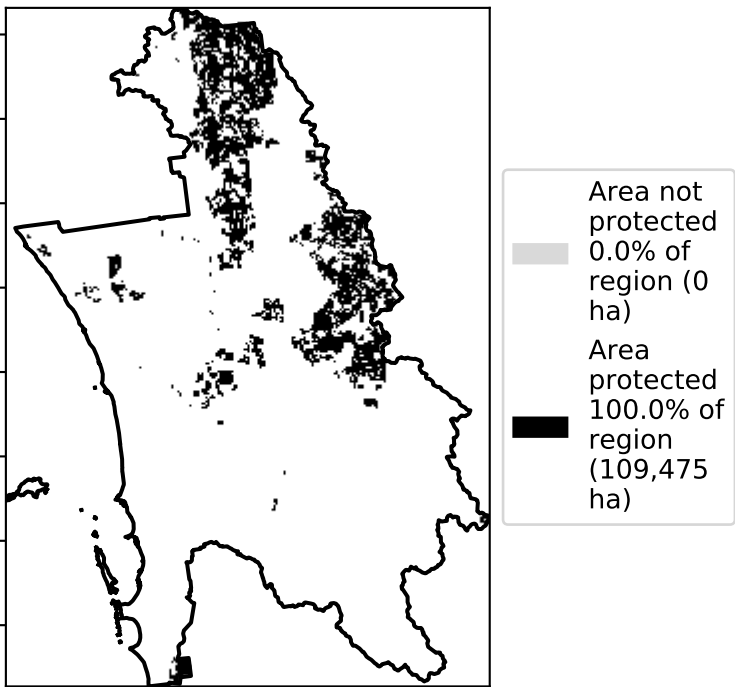 Area not
protected
0.0% of
region (0
ha)
Area
protected
100.0% of
region
(109,475
ha)